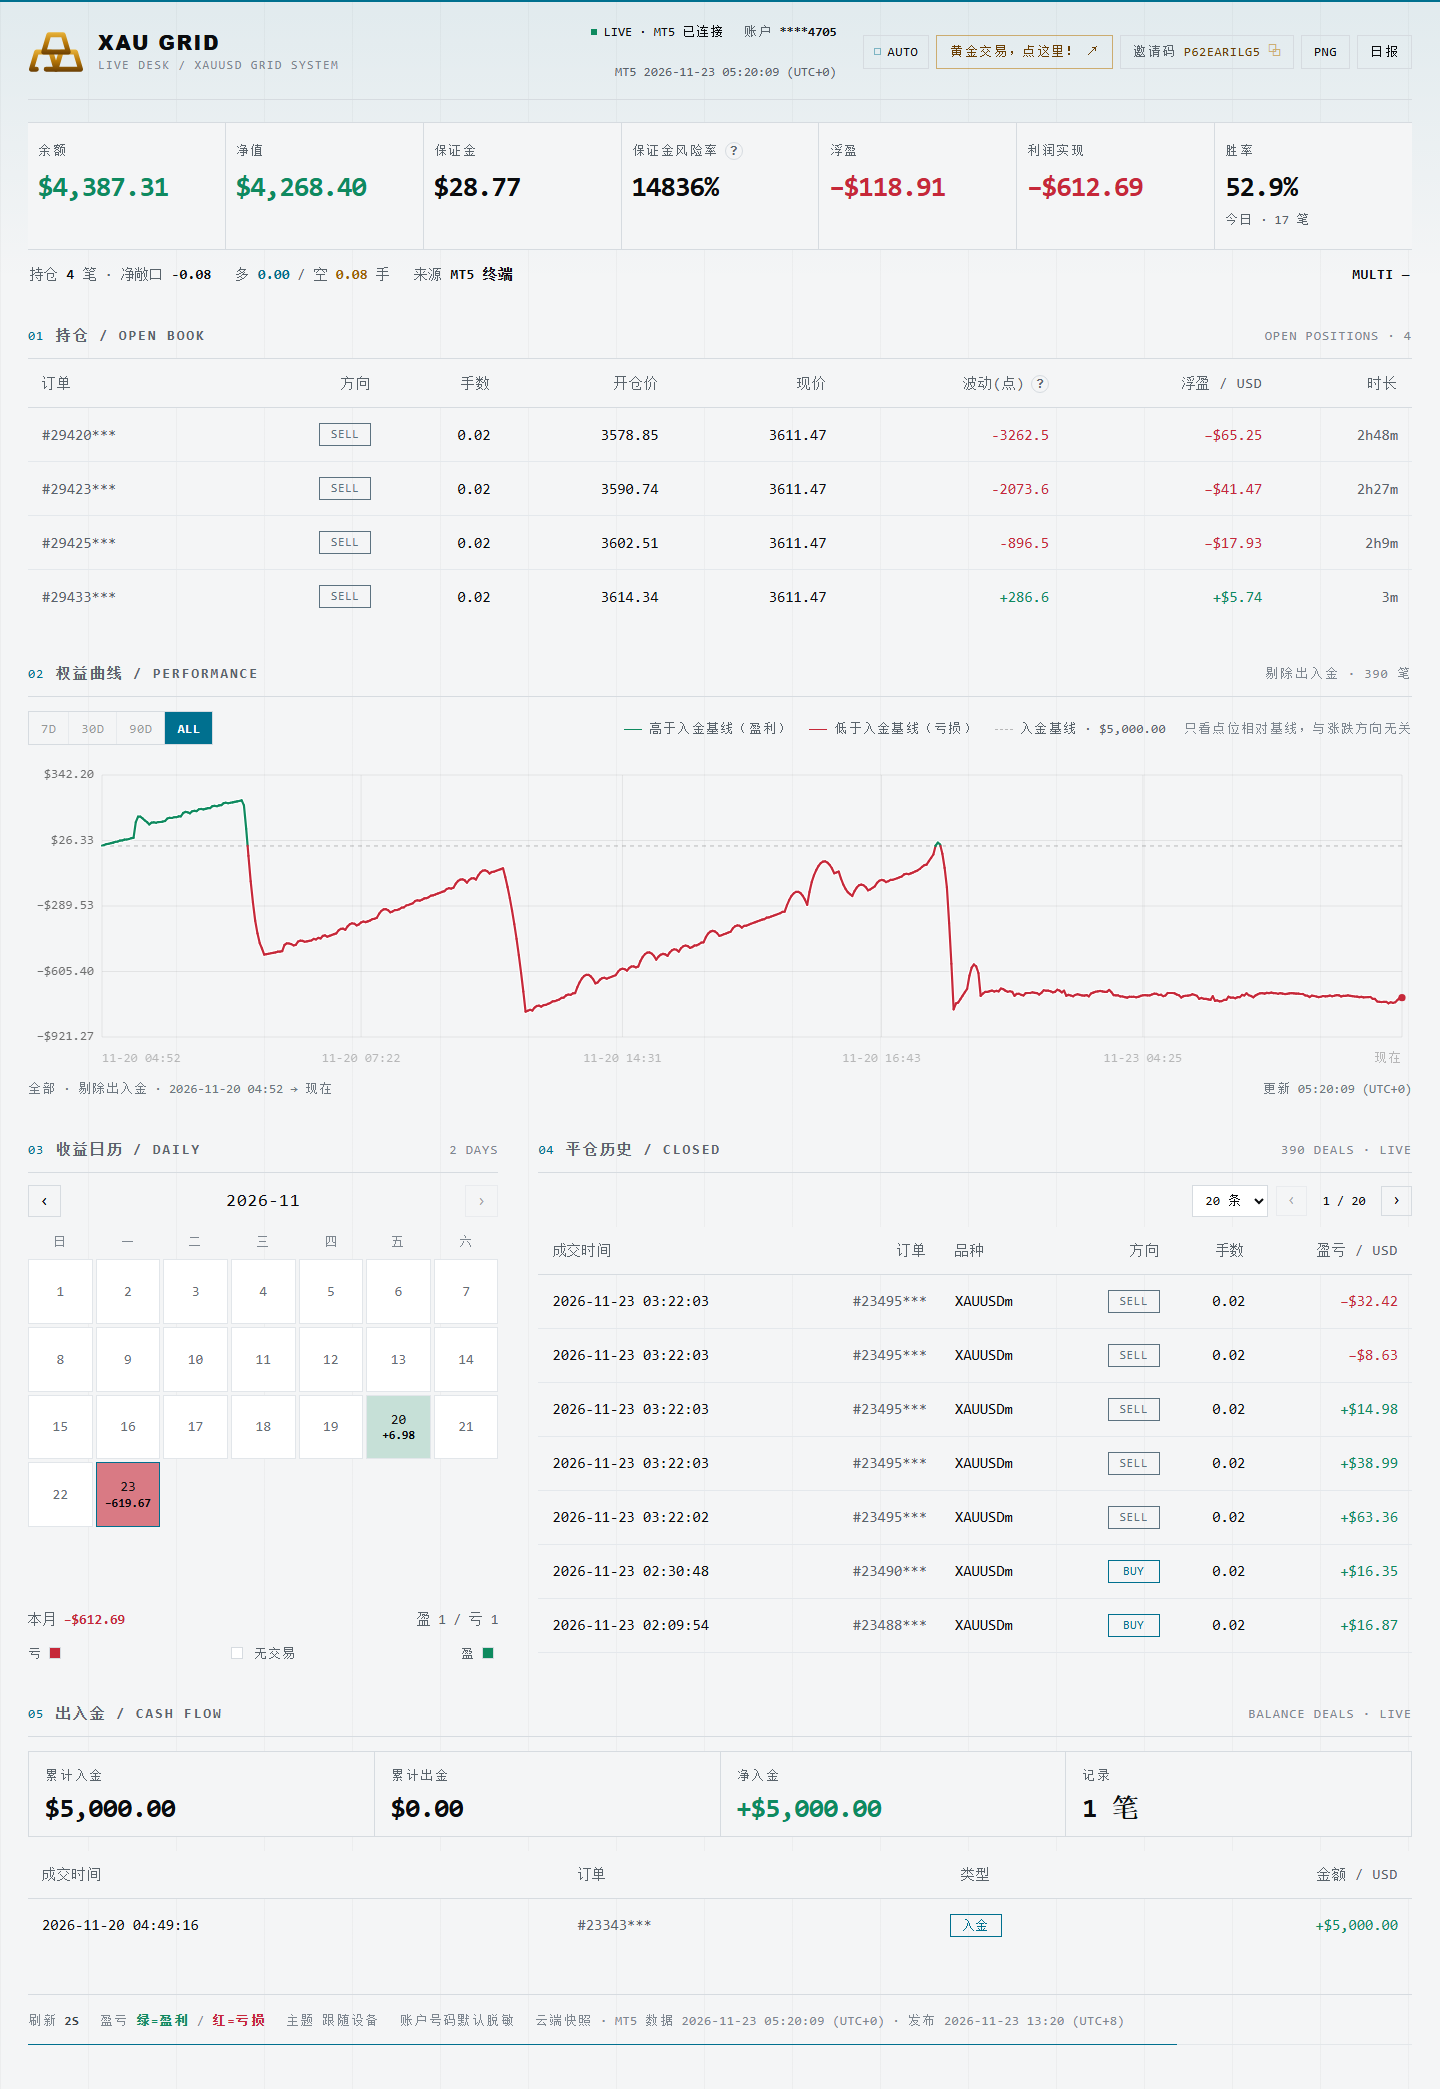 XAU GRID
LIVE DESK / XAUUSD GRID SYSTEM
LIVE · MT5 已连接 账户 ****4705
MT5 2026-11-23 05:20:09 (UTC+0)
AUTO
黄金交易，点这里! ↗
邀请码 P62EARILG5
PNG
日报
余额
$4,387.31
净值
$4,268.40
保证金
$28.77
保证金风险率 ?
14836%
浮盈
−$118.91
利润实现
−$612.69
胜率
52.9%
今日 · 17 笔
持仓 4 笔 · 净敞口 -0.08 多 0.00 / 空 0.08 手 来源 MT5 终端
MULTI —
01 持仓 / OPEN BOOK
OPEN POSITIONS · 4
订单 方向 手数 开仓价 现价 波动(点) ? 浮盈 / USD 时长
#29420*** SELL 0.02 3578.85 3611.47 -3262.5 −$65.25 2h48m
#29423*** SELL 0.02 3590.74 3611.47 -2073.6 −$41.47 2h27m
#29425*** SELL 0.02 3602.51 3611.47 -896.5 −$17.93 2h9m
#29433*** SELL 0.02 3614.34 3611.47 +286.6 +$5.74 3m
02 权益曲线 / PERFORMANCE
剔除出入金 · 390 笔
7D 30D 90D ALL
高于入金基线（盈利） 低于入金基线（亏损） 入金基线 · $5,000.00 只看点位相对基线，与涨跌方向无关
$342.20
$26.33
−$289.53
−$605.40
−$921.27
11-20 04:52 11-20 07:22 11-20 14:31 11-20 16:43 11-23 04:25 现在
全部 · 剔除出入金 · 2026-11-20 04:52 → 现在
更新 05:20:09 (UTC+0)
03 收益日历 / DAILY
2 DAYS
‹ 2026-11 ›
日 一 二 三 四 五 六
1 2 3 4 5 6 7
8 9 10 11 12 13 14
15 16 17 18 19 20 21
+6.98
22 23
−619.67
本月 −$612.69
盈 1 / 亏 1
亏 无交易 盈
04 平仓历史 / CLOSED
390 DEALS · LIVE
20 条 ‹ 1 / 20 ›
成交时间 订单 品种 方向 手数 盈亏 / USD
2026-11-23 03:22:03 #23495*** XAUUSDm SELL 0.02 −$32.42
2026-11-23 03:22:03 #23495*** XAUUSDm SELL 0.02 −$8.63
2026-11-23 03:22:03 #23495*** XAUUSDm SELL 0.02 +$14.98
2026-11-23 03:22:03 #23495*** XAUUSDm SELL 0.02 +$38.99
2026-11-23 03:22:02 #23495*** XAUUSDm SELL 0.02 +$63.36
2026-11-23 02:30:48 #23490*** XAUUSDm BUY 0.02 +$16.35
2026-11-23 02:09:54 #23488*** XAUUSDm BUY 0.02 +$16.87
05 出入金 / CASH FLOW
BALANCE DEALS · LIVE
累计入金
$5,000.00
累计出金
$0.00
净入金
+$5,000.00
记录
1 笔
成交时间 订单 类型 金额 / USD
2026-11-20 04:49:16 #23343*** 入金 +$5,000.00
刷新 2S 盈亏 绿=盈利 / 红=亏损 主题 跟随设备 账户号码默认脱敏 云端快照 · MT5 数据 2026-11-23 05:20:09 (UTC+0) · 发布 2026-11-23 13:20 (UTC+8)